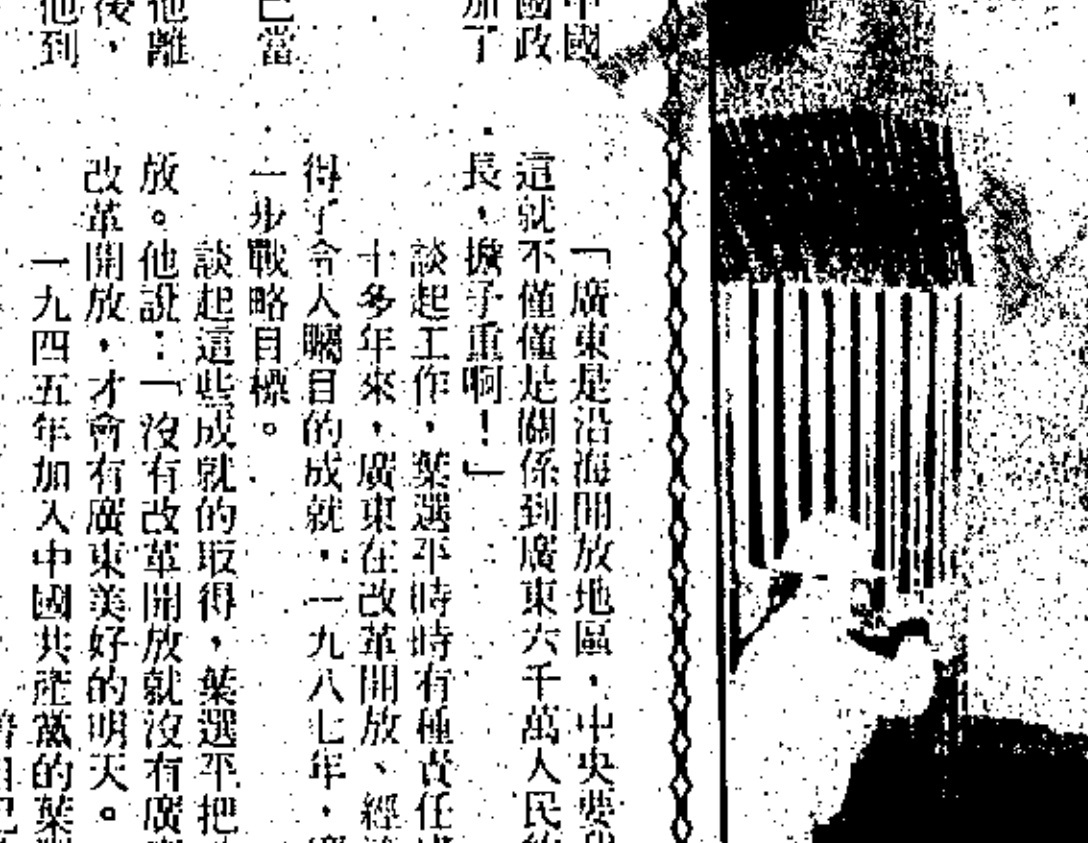 中國
國政
加了
已當
他離
後，
他到
「廣東是沿海開放地區，中央要我
這就不僅僅是關係到廣東六千萬人民的
長，擔子重啊！」
談起工作，葉選平時時有種責任感
十多年來，廣東在改革開放、經濟
得了令人矚目的成就，一九八七年，廣
一步戰略目標。
談起這些成就的取得，葉選平把
放。他說：「沒有改革開放就沒有廣
改革開放，才會有廣東美好的明天。
一九四五年加入中國共產黨的葉選